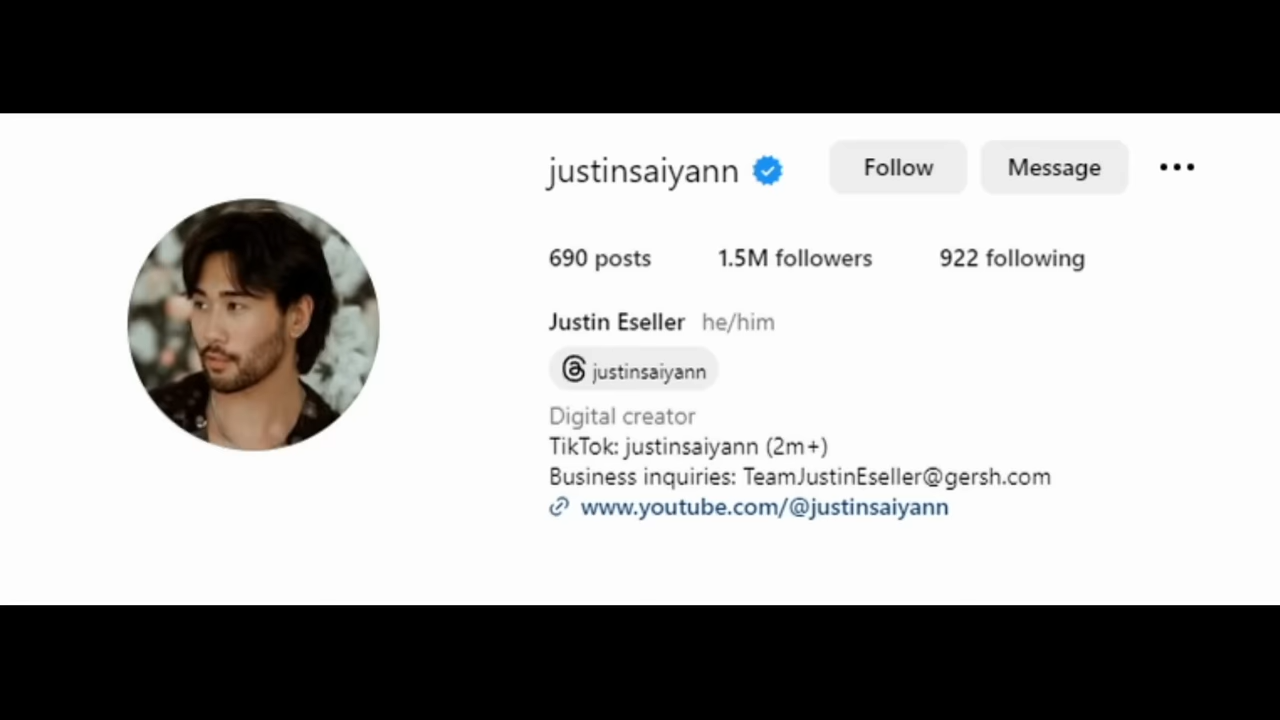 justinsaiyann Follow Message
690 posts 1.5M followers 922 following
Justin Eseller he/him
justinsaiyann
Digital creator
TikTok: justinsaiyann (2m+)
Business inquiries: TeamJustinEseller@gersh.com
www.youtube.com/@justinsaiyann